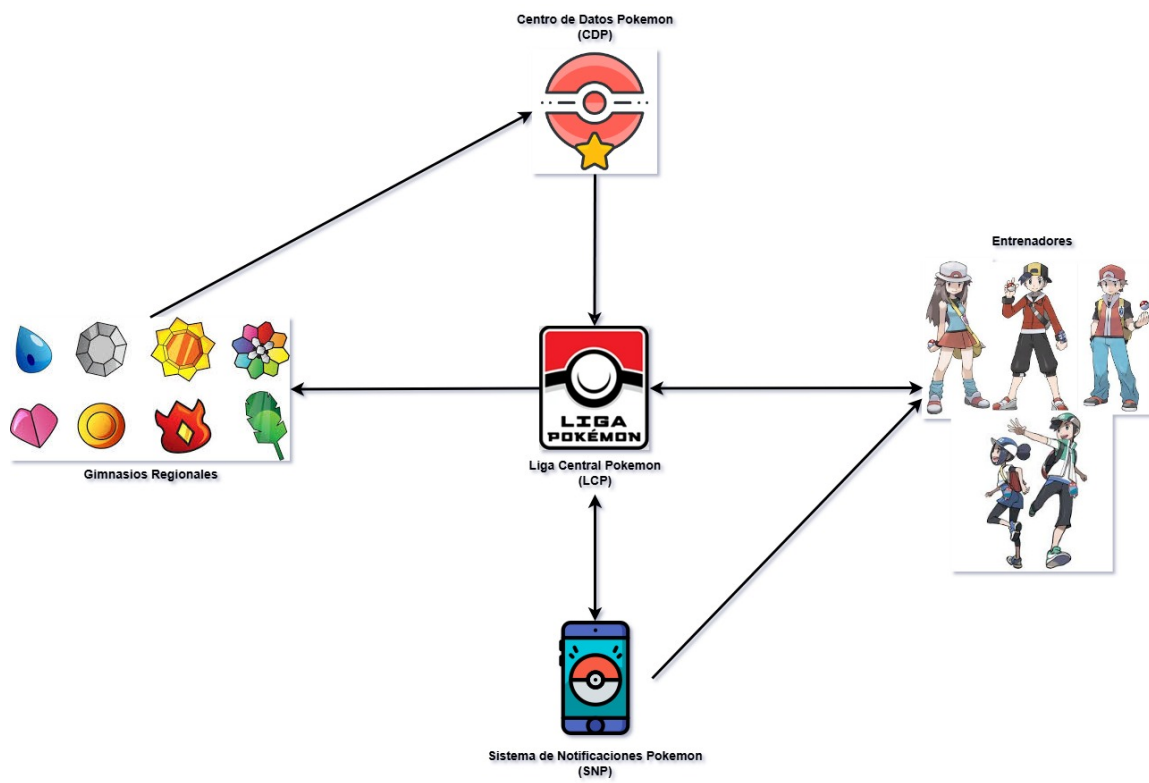 Centro de Datos Pokemon
(CDP)
Entrenadores
LIGA
POKÉMON
Gimnasios Regionales
Liga Central Pokemon
(LCP)
Sistema de Notificaciones Pokemon
(SNP)